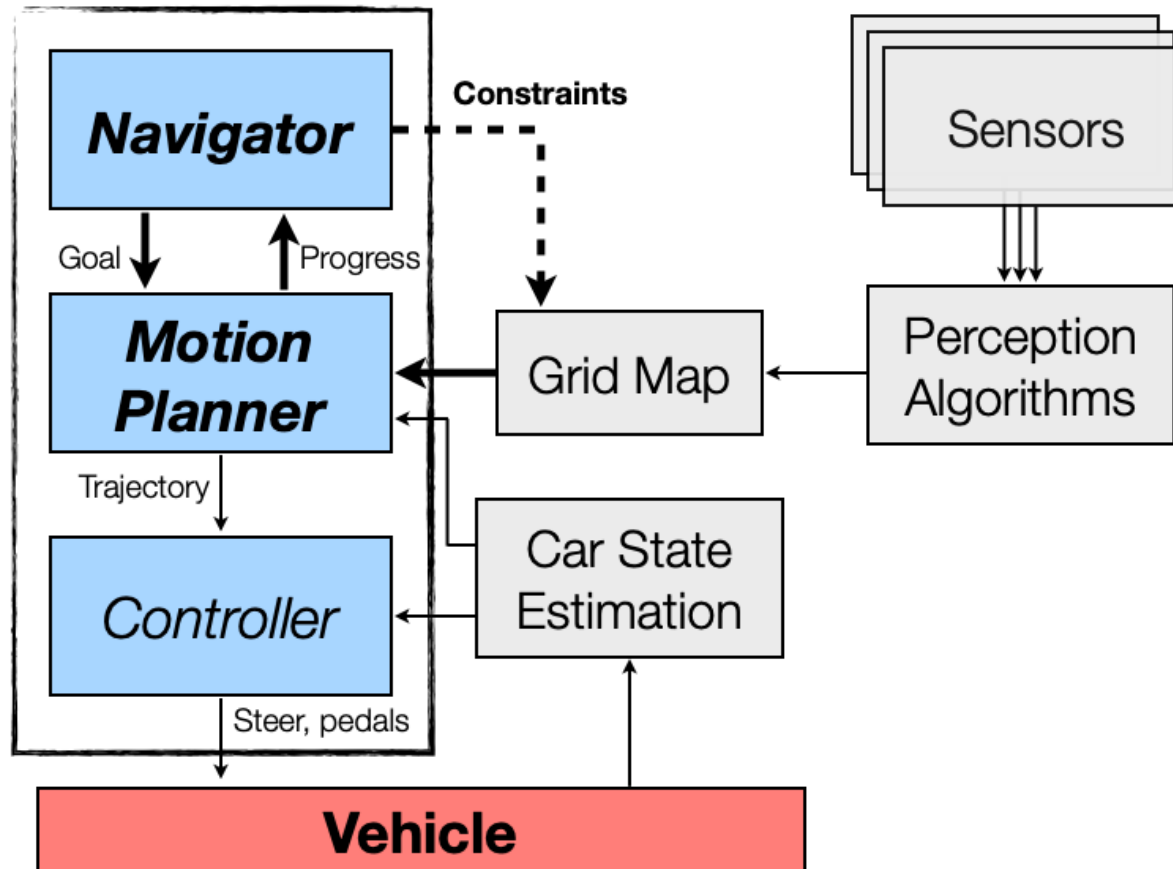 Navigator
Constraints
Sensors
Goal
Progress
Motion
Planner
Grid Map
Perception
Algorithms
Trajectory
Car State
Estimation
Controller
Steer, pedals
Vehicle